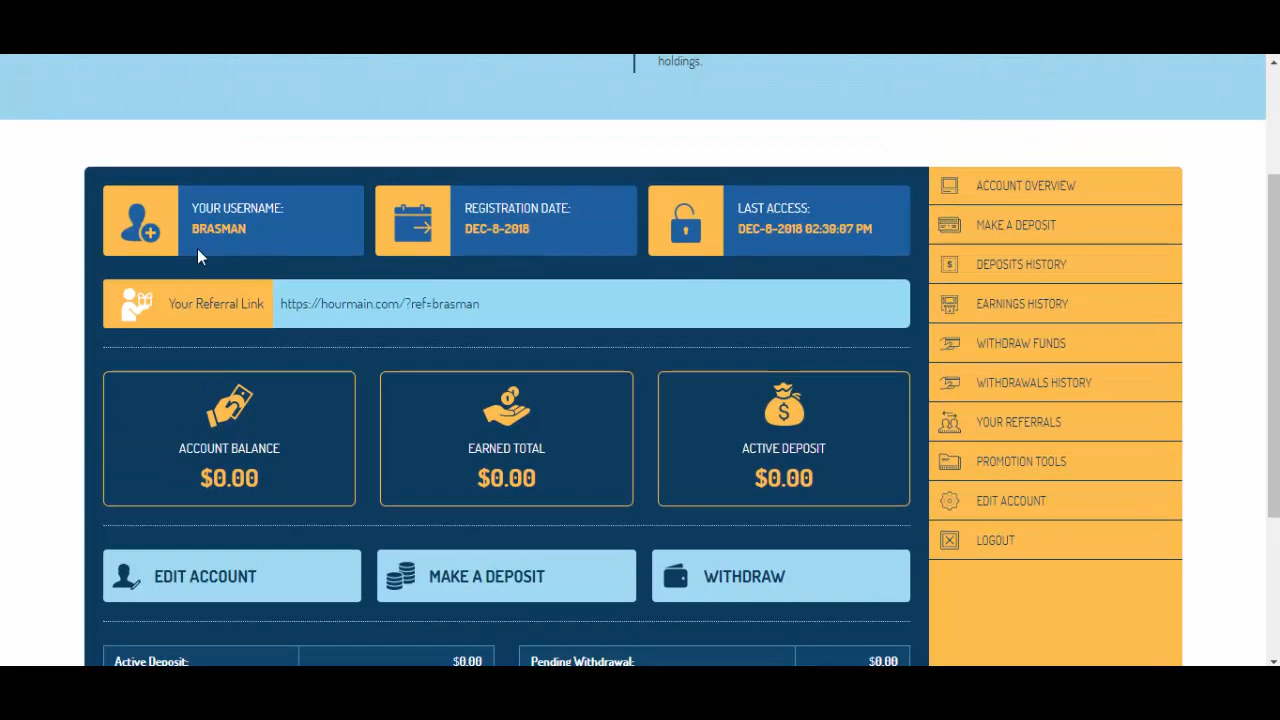 holdings.
YOUR USERNAME:
BRASMAN
REGISTRATION DATE:
DEC-8-2018
LAST ACCESS:
DEC-8-2018 02:39:07 PM
Your Referral Link
https://hourmain.com/?ref=brasman
ACCOUNT BALANCE
$0.00
EARNED TOTAL
$0.00
ACTIVE DEPOSIT
$0.00
EDIT ACCOUNT
MAKE A DEPOSIT
WITHDRAW
Active Deposit: $0.00
Pending Withdrawal: $0.00
ACCOUNT OVERVIEW
MAKE A DEPOSIT
DEPOSITS HISTORY
EARNINGS HISTORY
WITHDRAW FUNDS
WITHDRAWALS HISTORY
YOUR REFERRALS
PROMOTION TOOLS
EDIT ACCOUNT
LOGOUT